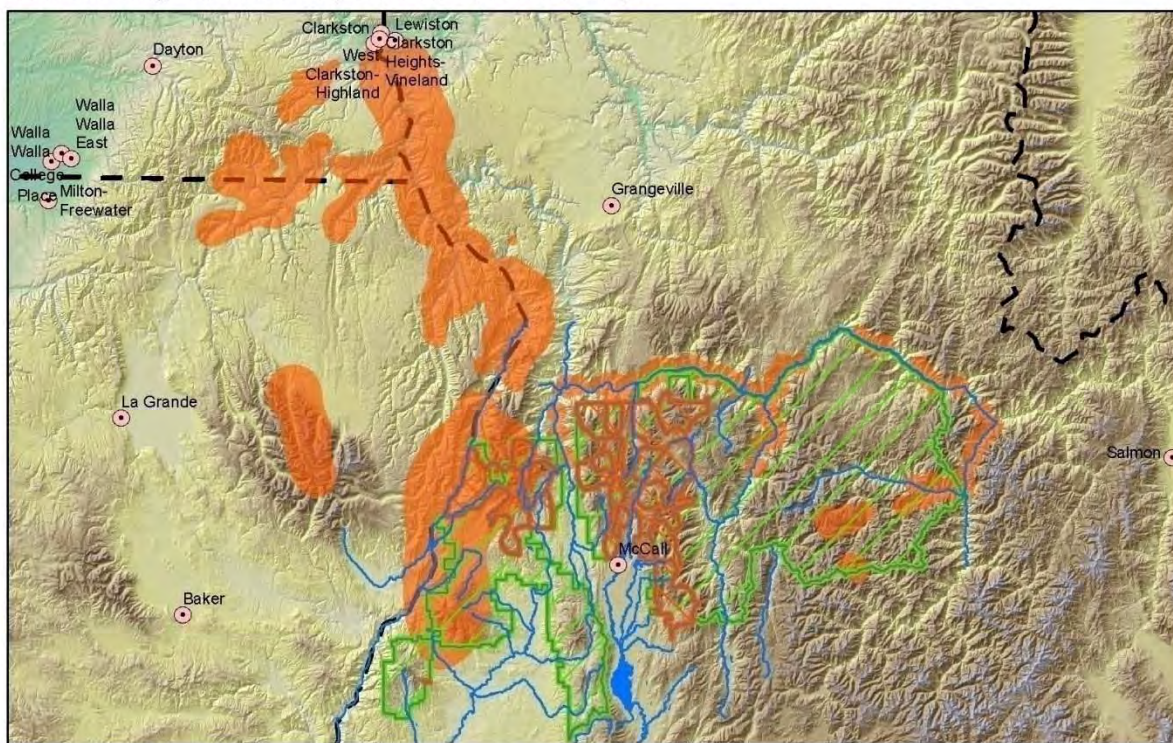 Clarkston
Lewiston
West
Clarkston
Clarkston-
Heights-
Highland
Vineland
Dayton
Walla
Walla
Walla
East
Walla
College
Place
Milton-
Freewater
Grangeville
La Grande
Salmon
McCall
Baker